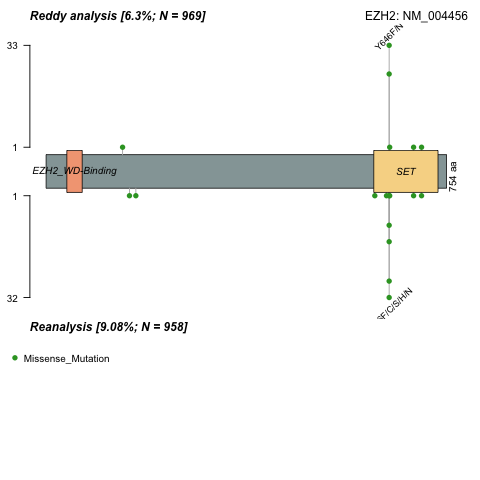 Reddy analysis [6.3%; N = 969]
EZH2: NM_004456
Y646F/N
33
1
EZH2_WD-Binding
SET
754 aa
1
32
F/C/S/H/N
Reanalysis [9.08%; N = 958]
Missense_Mutation